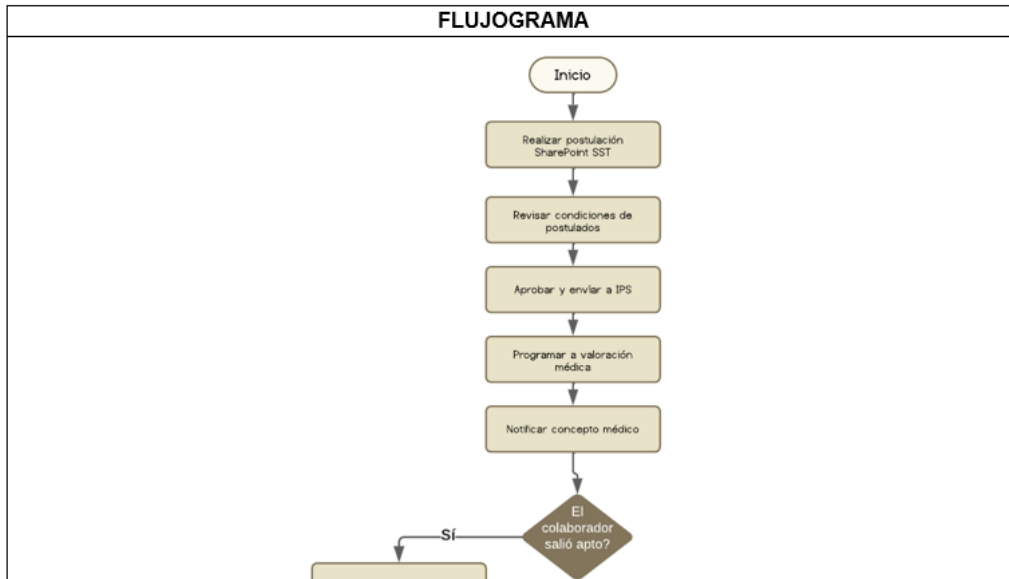 FLUJOGRAMA
Inicio
Realizar postulación
SharePoint SST
Revisar condiciones de
postulados
Aprobar y envíar a IPS
Programar a valoración
médica
Notificar concepto médico
El
colaborador
salió apto?
Sí